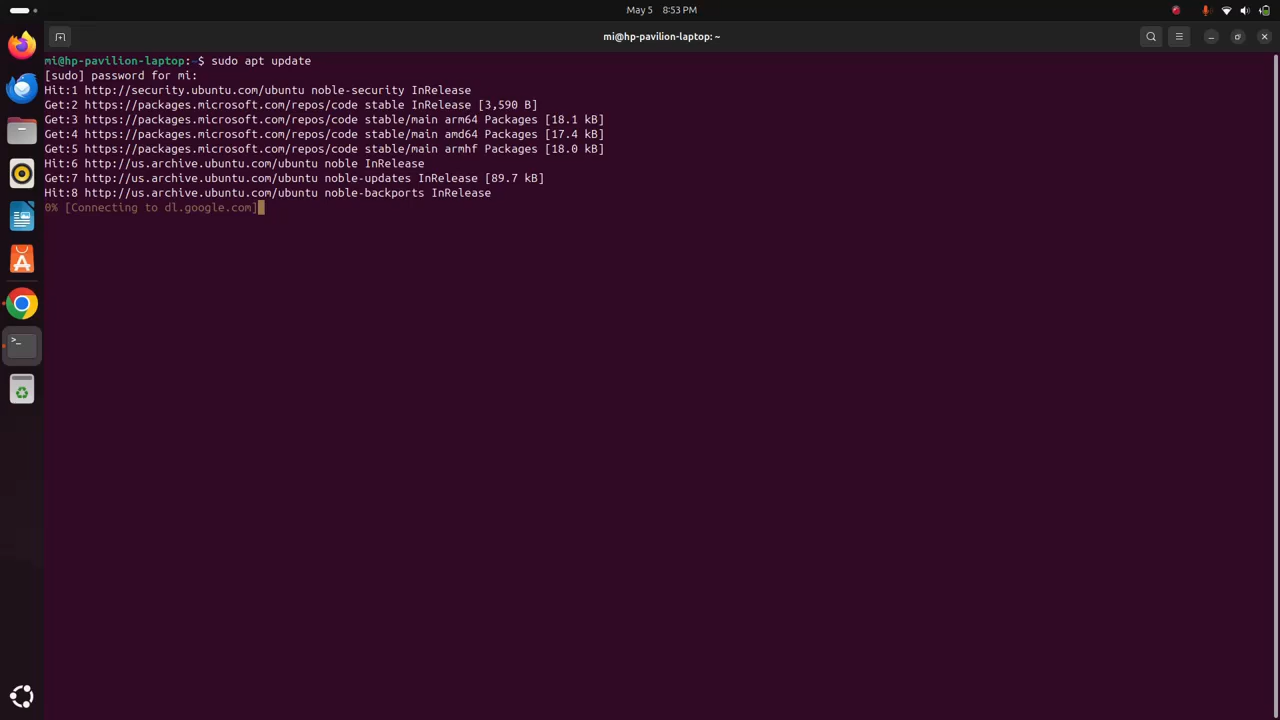 May 5 8:53 PM
mi@hp-pavilion-laptop: ~
mi@hp-pavilion-laptop:~$ sudo apt update
[sudo] password for mi:
Hit:1 http://security.ubuntu.com/ubuntu noble-security InRelease
Get:2 https://packages.microsoft.com/repos/code stable InRelease [3,590 B]
Get:3 https://packages.microsoft.com/repos/code stable/main arm64 Packages [18.1 kB]
Get:4 https://packages.microsoft.com/repos/code stable/main amd64 Packages [17.4 kB]
Get:5 https://packages.microsoft.com/repos/code stable/main armhf Packages [18.0 kB]
Hit:6 http://us.archive.ubuntu.com/ubuntu noble InRelease
Get:7 http://us.archive.ubuntu.com/ubuntu noble-updates InRelease [89.7 kB]
Hit:8 http://us.archive.ubuntu.com/ubuntu noble-backports InRelease
0% [Connecting to dl.google.com]